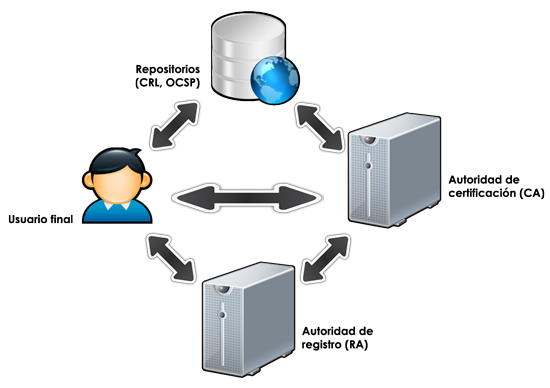 Repositorios
(CRL, OCSP)
Autoridad de
certificación (CA)
Usuario final
Autoridad de
registro (RA)